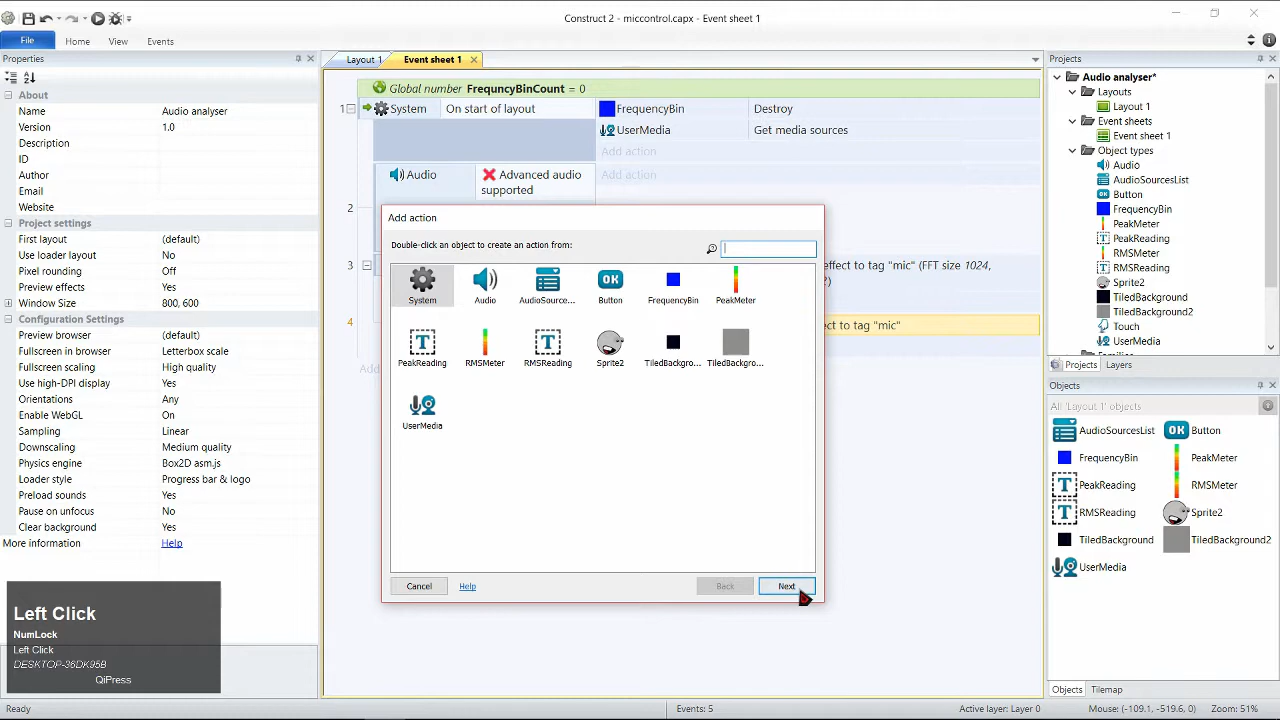 Construct 2 - miccontrol.capx - Event sheet 1
File
Home
View
Events
Properties
About
Name Audio analyser
Version 1.0
Description
ID
Author
Email
Website
Project settings
First layout (default)
Use loader layout No
Pixel rounding Off
Preview effects Yes
Window Size 800, 600
Configuration Settings
Preview browser (default)
Fullscreen in browser Letterbox scale
Fullscreen scaling High quality
Use high-DPI display Yes
Orientations Any
Enable WebGL On
Sampling Linear
Downscaling Medium quality
Physics engine Box2D asm.js
Loader style Progress bar & logo
Preload sounds Yes
Pause on unfocus No
Clear background Yes
More information Help
Left Click
NumLock
Left Click
DESKTOP-36DK95B
QiPress
Layout 1
Event sheet 1
Global number FrequncyBinCount = 0
1 System On start of layout FrequencyBin Destroy
UserMedia Get media sources
Add action
Audio Advanced audio supported Add action
2
3 effect to tag "mic" (FFT size 1024,
4 ect to tag "mic"
Add
Add action
Double-click an object to create an action from:
System
Audio
AudioSource...
Button
FrequencyBin
PeakMeter
PeakReading
RMSMeter
RMSReading
Sprite2
TiledBackgro...
TiledBackgro...
UserMedia
Cancel
Help
Back
Next
Projects
Audio analyser*
Layouts
Layout 1
Event sheets
Event sheet 1
Object types
Audio
AudioSourcesList
Button
FrequencyBin
PeakMeter
PeakReading
RMSMeter
RMSReading
Sprite2
TiledBackground
TiledBackground2
Touch
UserMedia
Projects
Layers
Objects
All 'Layout 1' objects
AudioSourcesList
Button
FrequencyBin
PeakMeter
PeakReading
RMSMeter
RMSReading
Sprite2
TiledBackground
TiledBackground2
UserMedia
Objects
Tilemap
Ready
Events: 5
Active layer: Layer 0
Mouse: (-109.1, -519.6, 0)
Zoom: 51%